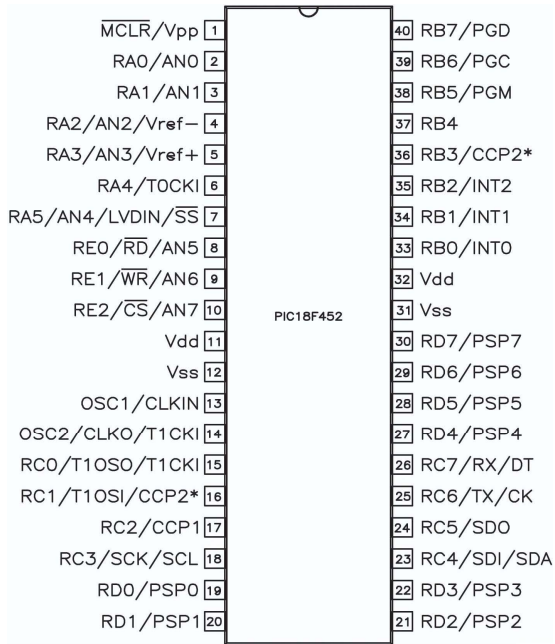 MCLR/Vpp 1
RA0/AN0 2
RA1/AN1 3
RA2/AN2/Vref- 4
RA3/AN3/Vref+ 5
RA4/T0CKI 6
RA5/AN4/LVDIN/SS 7
RE0/RD/AN5 8
RE1/WR/AN6 9
RE2/CS/AN7 10
Vdd 11
Vss 12
OSC1/CLKIN 13
OSC2/CLKO/T1CKI 14
RC0/T1OSO/T1CKI 15
RC1/T1OSI/CCP2* 16
RC2/CCP1 17
RC3/SCK/SCL 18
RD0/PSP0 19
RD1/PSP1 20
PIC18F452
40 RB7/PGD
39 RB6/PGC
38 RB5/PGM
37 RB4
36 RB3/CCP2*
35 RB2/INT2
34 RB1/INT1
33 RB0/INT0
32 Vdd
31 Vss
30 RD7/PSP7
29 RD6/PSP6
28 RD5/PSP5
27 RD4/PSP4
26 RC7/RX/DT
25 RC6/TX/CK
24 RC5/SDO
23 RC4/SDI/SDA
22 RD3/PSP3
21 RD2/PSP2